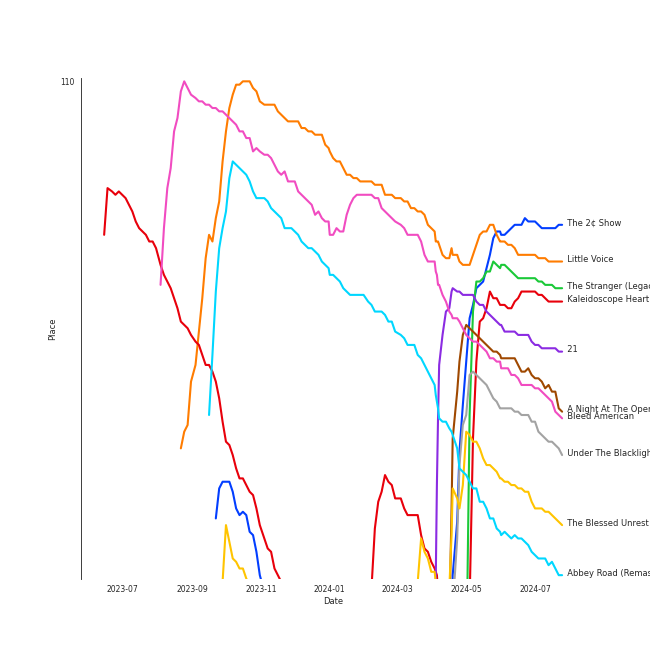 110
Place
The 2¢ Show
Little Voice
The Stranger (Lega
Kaleidoscope Heart
21
A Night At The Oper
Bleed American
Under The Blackligh
The Blessed Unrest
Abbey Road (Remas
2023-07
2023-09
2023-11
2024-01
2024-03
2024-05
2024-07
Date